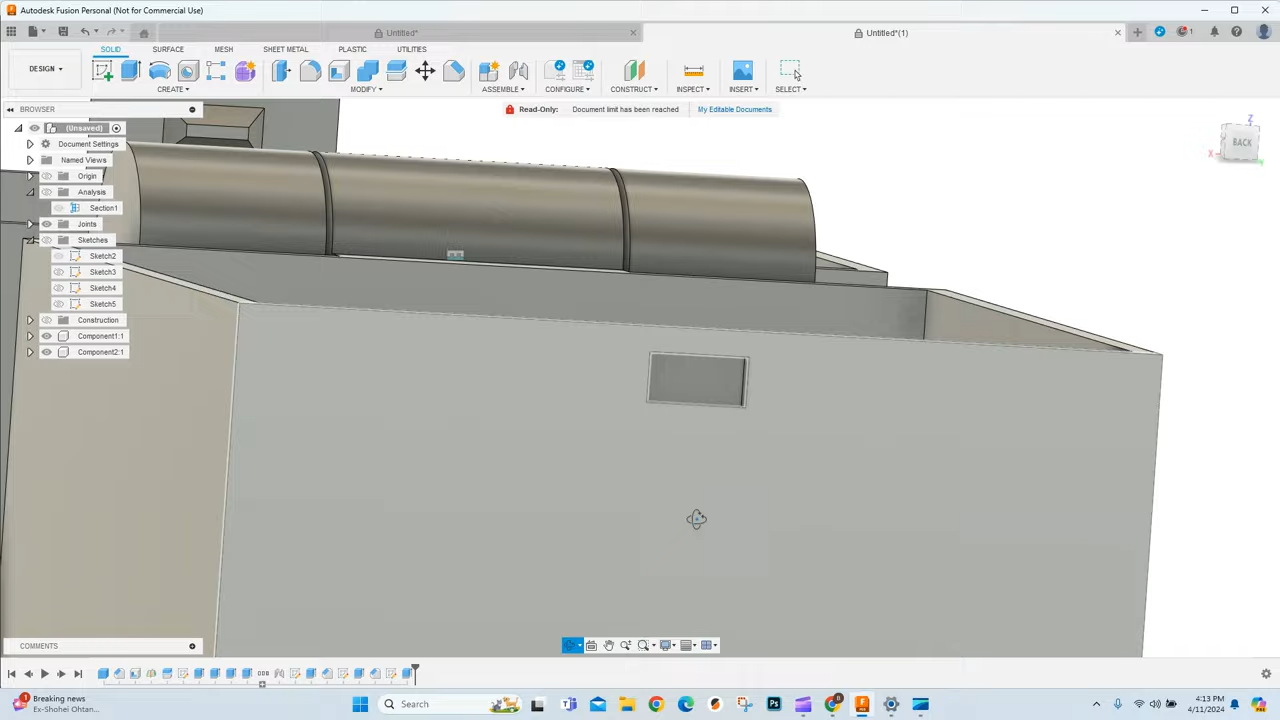 Autodesk Fusion Personal (Not for Commercial Use)
Untitled*
Untitled*(1)
1
SOLID
SURFACE
MESH
SHEET METAL
PLASTIC
UTILITIES
DESIGN
CREATE
MODIFY
ASSEMBLE
CONFIGURE
CONSTRUCT
INSPECT
INSERT
SELECT
BROWSER
Read-Only:
Document limit has been reached
My Editable Documents
(Unsaved)
Document Settings
Named Views
Origin
Analysis
Section1
Joints
Sketches
Sketch2
Sketch3
Sketch4
Sketch5
Construction
Component1:1
Component2:1
Z
BACK
X
COMMENTS
1
Breaking news
Ex-Shohei Ohtan...
Search
4:13 PM
4/11/2024